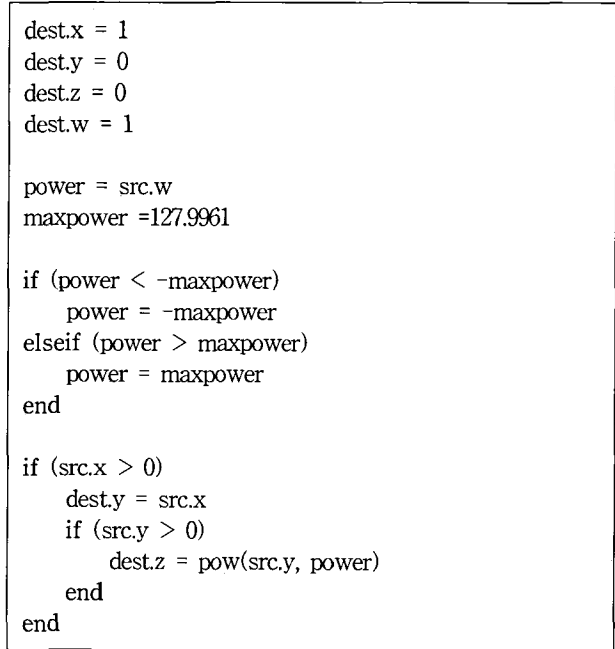 dest.x = 1
dest.y = 0
dest.z = 0
dest.w = 1
power = src.w
maxpower =127.9961
if (power < -maxpower)
power = -maxpower
elseif (power > maxpower)
power = maxpower
end
if (src.x > 0)
dest.y = src.x
if (src.y > 0)
dest.z = pow(src.y, power)
end
end